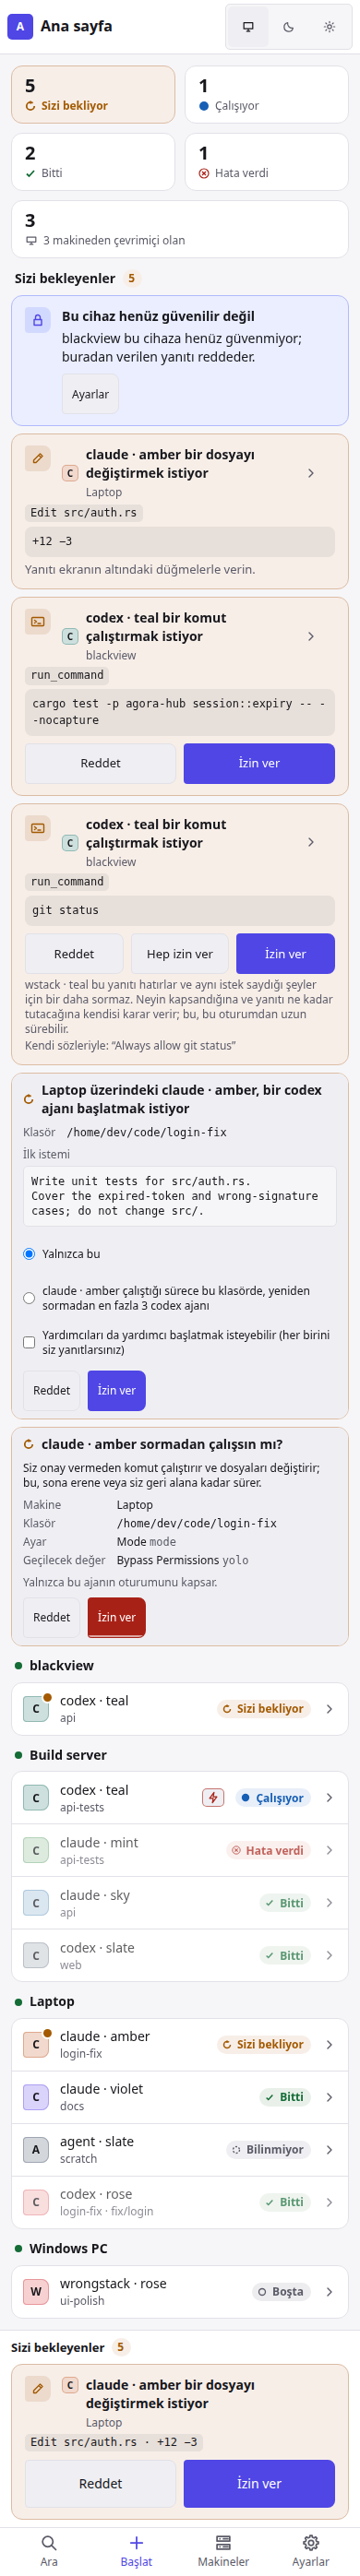 A Ana sayfa
5
Sizi bekliyor
1
Çalışıyor
2
Bitti
1
Hata verdi
3
3 makineden çevrimiçi olan
Sizi bekleyenler 5
Bu cihaz henüz güvenilir değil
blackview bu cihaza henüz güvenmiyor;
buradan verilen yanıtı reddeder.
Ayarlar
claude · amber bir dosyayı
C değiştirmek istiyor
Laptop
Edit src/auth.rs
+12 −3
Yanıtı ekranın altındaki düğmelerle verin.
codex · teal bir komut
C çalıştırmak istiyor
blackview
run_command
cargo test -p agora-hub session::expiry -- -
-nocapture
Reddet İzin ver
codex · teal bir komut
C çalıştırmak istiyor
blackview
run_command
git status
Reddet Hep izin ver İzin ver
wstack · teal bu yanıtı hatırlar ve aynı istek saydığı şeyler
için bir daha sormaz. Neyin kapsandığına ve yanıtı ne kadar
tutacağına kendisi karar verir; bu, bu oturumdan uzun
sürebilir.
Kendi sözleriyle: “Always allow git status”
Laptop üzerindeki claude · amber, bir codex
ajanı başlatmak istiyor
Klasör /home/dev/code/login-fix
İlk istemi
Write unit tests for src/auth.rs.
Cover the expired-token and wrong-signature
cases; do not change src/.
Yalnızca bu
claude · amber çalıştığı sürece bu klasörde, yeniden
sormadan en fazla 3 codex ajanı
Yardımcıları da yardımcı başlatmak isteyebilir (her birini
siz yanıtlarsınız)
Reddet İzin ver
claude · amber sormadan çalışsın mı?
Siz onay vermeden komut çalıştırır ve dosyaları değiştirir;
bu, sona erene veya siz geri alana kadar sürer.
Makine Laptop
Klasör /home/dev/code/login-fix
Ayar Mode mode
Geçilecek değer Bypass Permissions yolo
Yalnızca bu ajanın oturumunu kapsar.
Reddet İzin ver
blackview
C codex · teal Sizi bekliyor
api
Build server
C codex · teal Çalışıyor
api-tests
C claude · mint Hata verdi
api-tests
C claude · sky Bitti
api
C codex · slate Bitti
web
Laptop
C claude · amber Sizi bekliyor
login-fix
C claude · violet Bitti
docs
A agent · slate Bilinmiyor
scratch
C codex · rose Bitti
login-fix · fix/login
Windows PC
W wrongstack · rose Boşta
ui-polish
Sizi bekleyenler 5
C claude · amber bir dosyayı
değiştirmek istiyor
Laptop
Edit src/auth.rs · +12 −3
Reddet İzin ver
Ara Başlat Makineler Ayarlar